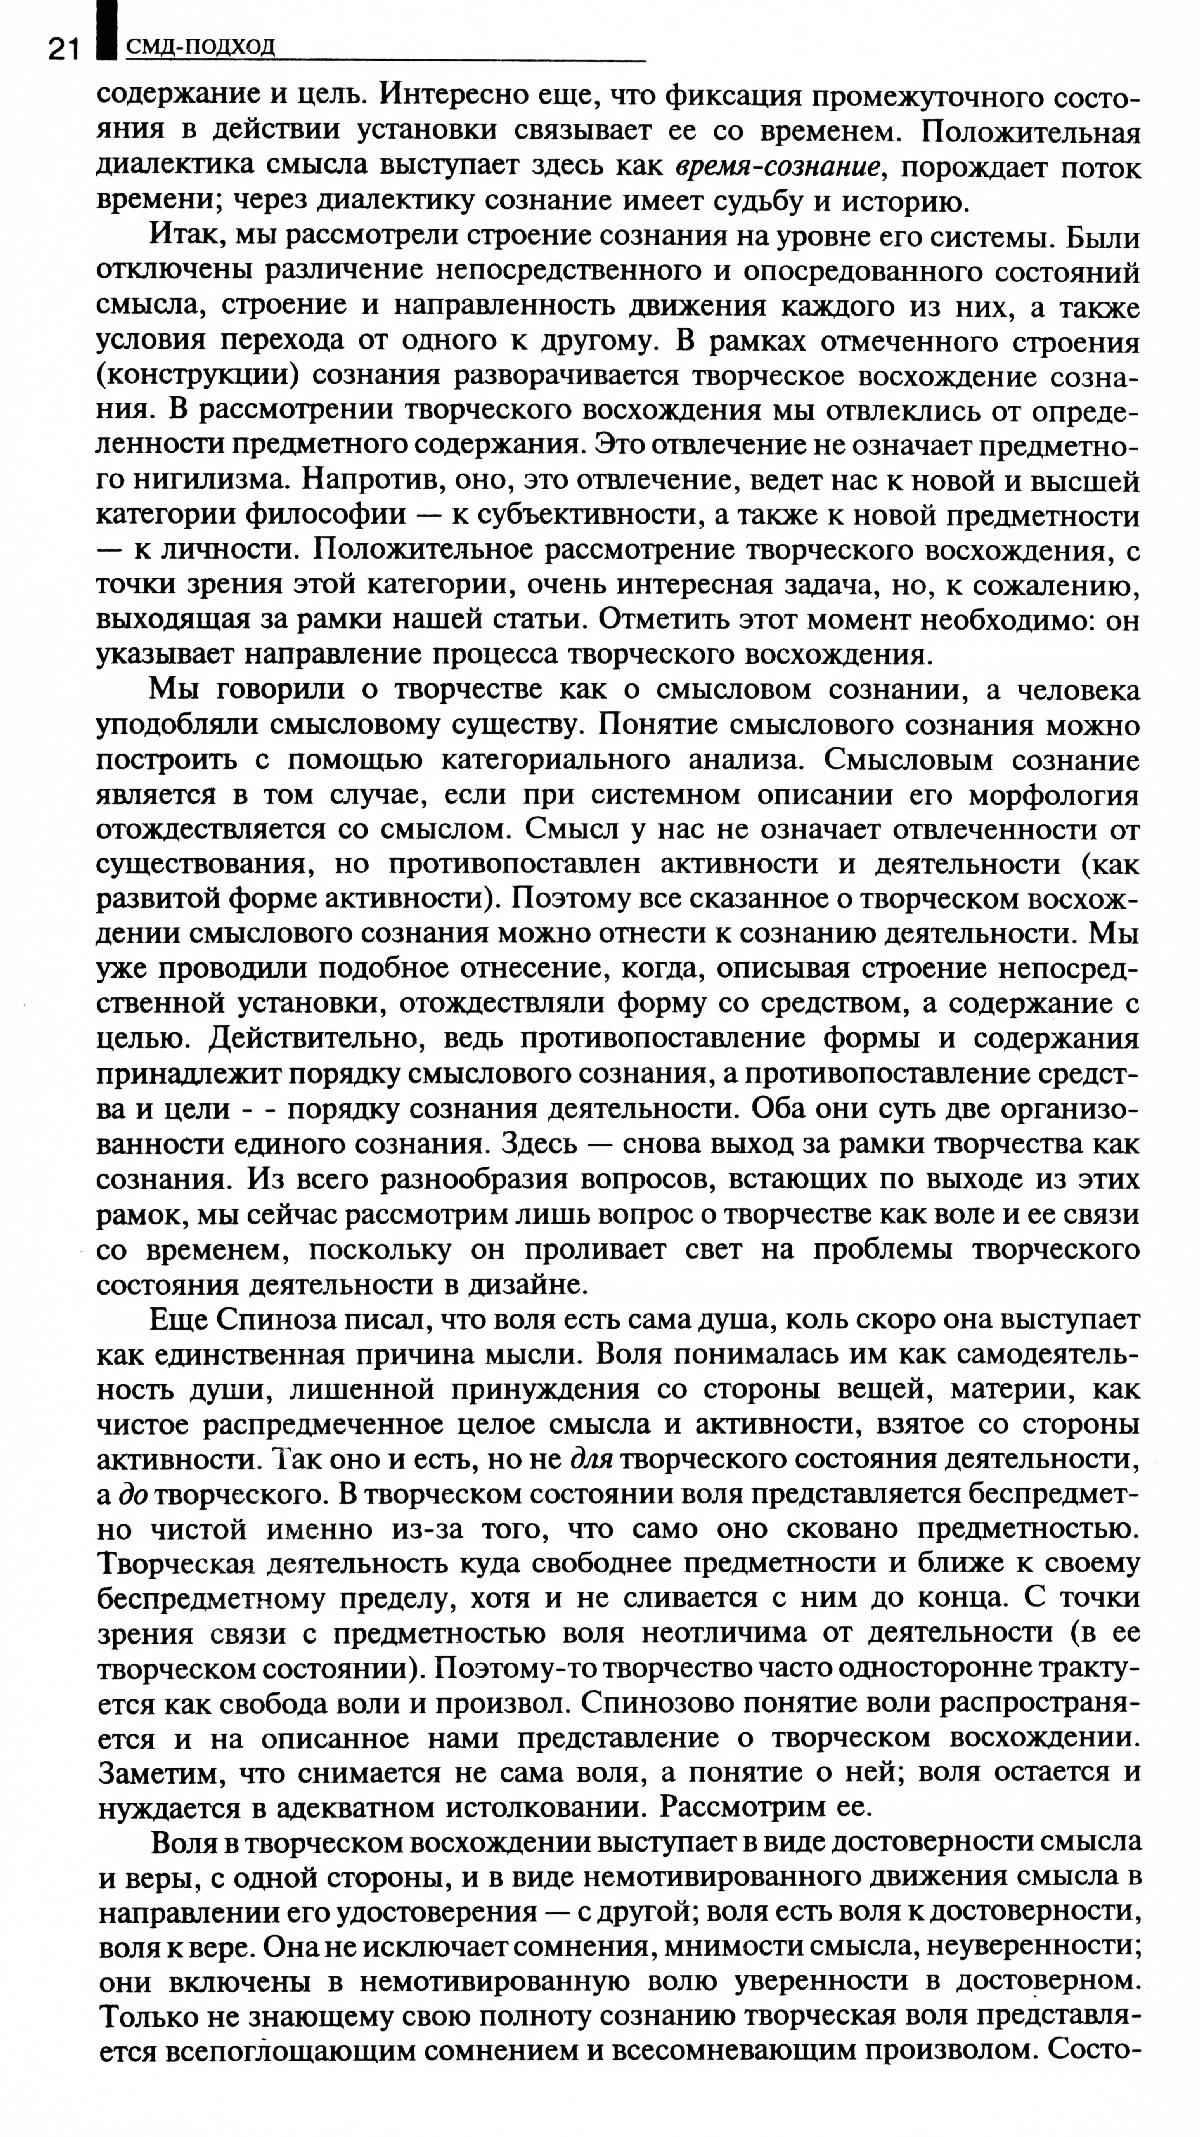 21 СМД-ПОДХОД
содержание и цель. Интересно еще, что фиксация промежуточного состо-
яния в действии установки связывает ее со временем. Положительная
диалектика смысла выступает здесь как время-сознание, порождает поток
времени; через диалектику сознание имеет судьбу и историю.
Итак, мы рассмотрели строение сознания на уровне его системы. Были
отключены различение непосредственного и опосредованного состояний
смысла, строение и направленность движения каждого из них, а также
условия перехода от одного к другому. В рамках отмеченного строения
(конструкции) сознания разворачивается творческое восхождение созна-
ния. В рассмотрении творческого восхождения мы отвлеклись от опреде-
ленности предметного содержания. Это отвлечение не означает предметно-
го нигилизма. Напротив, оно, это отвлечение, ведет нас к новой и высшей
категории философии — к субъективности, а также к новой предметности
— к личности. Положительное рассмотрение творческого восхождения, с
точки зрения этой категории, очень интересная задача, но, к сожалению,
выходящая за рамки нашей статьи. Отметить этот момент необходимо: он
указывает направление процесса творческого восхождения.
Мы говорили о творчестве как о смысловом сознании, а человека
уподобляли смысловому существу. Понятие смыслового сознания можно
построить с помощью категориального анализа. Смысловым сознание
является в том случае, если при системном описании его морфология
отождествляется со смыслом. Смысл у нас не означает отвлеченности от
существования, но противопоставлен активности и деятельности (как
развитой форме активности). Поэтому все сказанное о творческом восхож-
дении смыслового сознания можно отнести к сознанию деятельности. Мы
уже проводили подобное отнесение, когда, описывая строение непосред-
ственной установки, отождествляли форму со средством, а содержание с
целью. Действительно, ведь противопоставление формы и содержания
принадлежит порядку смыслового сознания, а противопоставление средст-
ва и цели - - порядку сознания деятельности. Оба они суть две организо-
ванности единого сознания. Здесь — снова выход за рамки творчества как
сознания. Из всего разнообразия вопросов, встающих по выходе из этих
рамок, мы сейчас рассмотрим лишь вопрос о творчестве как воле и ее связи
со временем, поскольку он проливает свет на проблемы творческого
состояния деятельности в дизайне.
Еще Спиноза писал, что воля есть сама душа, коль скоро она выступает
как единственная причина мысли. Воля понималась им как самодеятель-
ность души, лишенной принуждения со стороны вещей, материи, как
чистое распредмеченное целое смысла и активности, взятое со стороны
активности. Так оно и есть, но не для творческого состояния деятельности,
а до творческого. В творческом состоянии воля представляется беспредмет-
но чистой именно из-за того, что само оно сковано предметностью.
Творческая деятельность куда свободнее предметности и ближе к своему
беспредметному пределу, хотя и не сливается с ним до конца. С точки
зрения связи с предметностью воля неотличима от деятельности (в ее
творческом состоянии). Поэтому-то творчество часто односторонне тракту-
ется как свобода воли и произвол. Спинозово понятие воли распространя-
ется и на описанное нами представление о творческом восхождении.
Заметим, что снимается не сама воля, а понятие о ней; воля остается и
нуждается в адекватном истолковании. Рассмотрим ее.
Воля в творческом восхождении выступает в виде достоверности смысла
и веры, с одной стороны, и в виде немотивированного движения смысла в
направлении его удостоверения — с другой; воля есть воля к достоверности,
воля к вере. Она не исключает сомнения, мнимости смысла, неуверенности;
они включены в немотивированную волю уверенности в достоверном.
Только не знающему свою полноту сознанию творческая воля представля-
ется всепоглощающим сомнением и всесомневающим произволом. Состо-